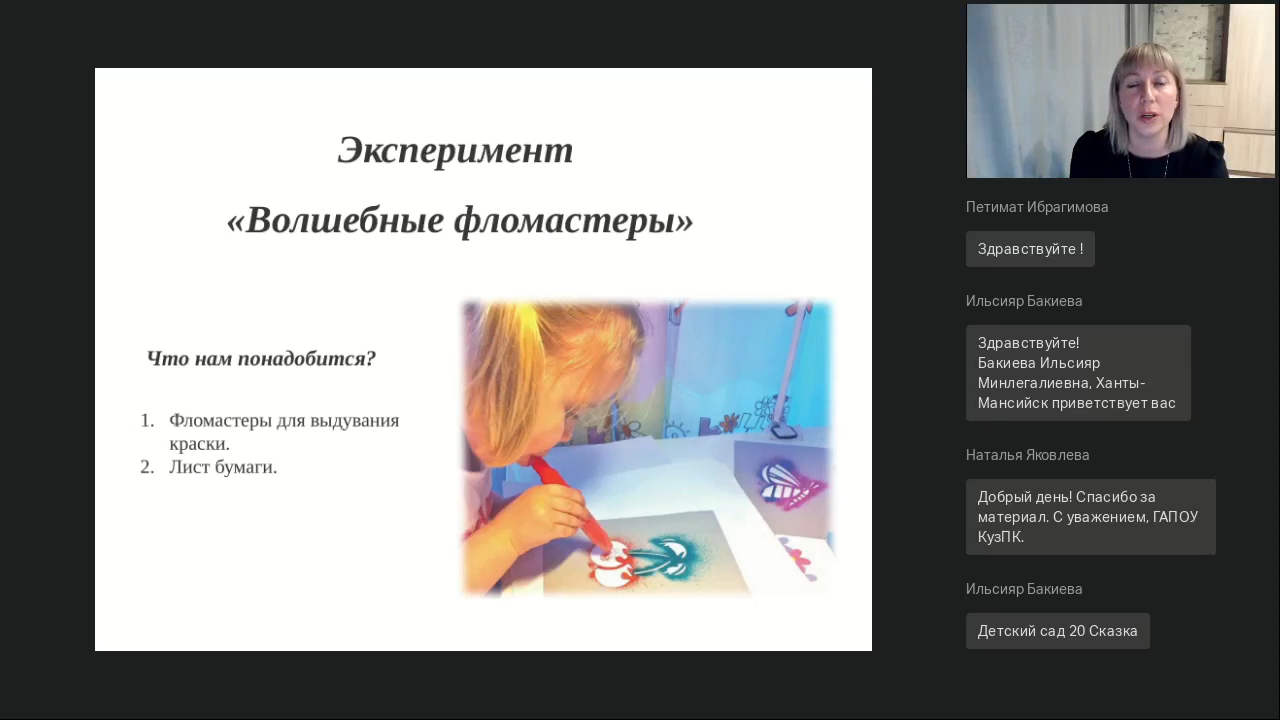 Эксперимент
«Волшебные фломастеры»
Что нам понадобится?
1. Фломастеры для выдувания
краски.
2. Лист бумаги.
Петимат Ибрагимова
Здравствуйте !
Ильсияр Бакиева
Здравствуйте!
Бакиева Ильсияр
Минлегалиевна, Ханты-
Мансийск приветствует вас
Наталья Яковлева
Добрый день! Спасибо за
материал. С уважением, ГАПОУ
КузПК.
Ильсияр Бакиева
Детский сад 20 Сказка